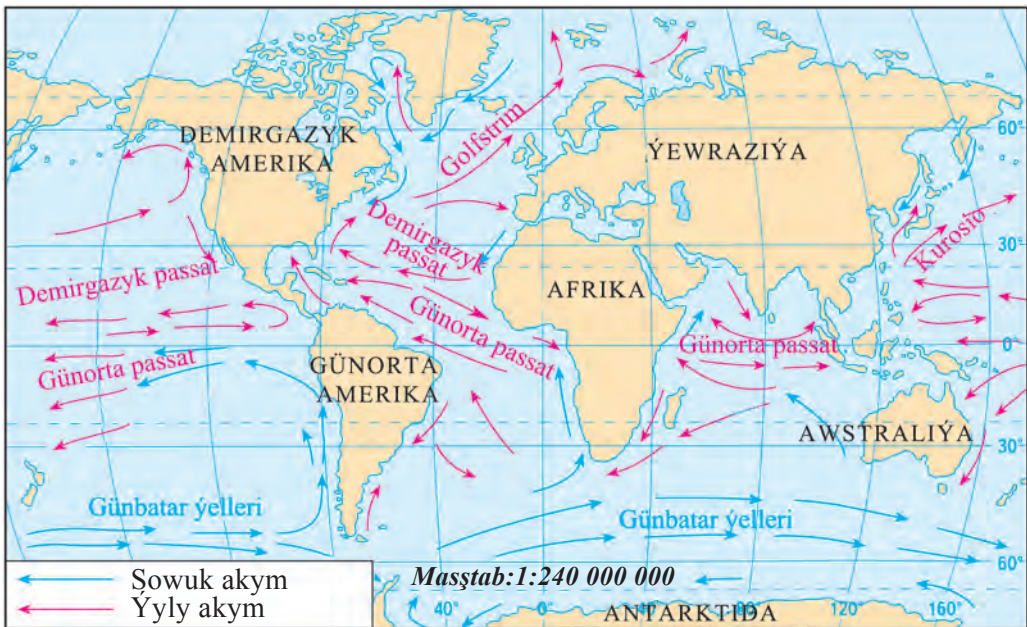 DEMIRGAZYK
AMERIKA
Golfstrim
ÝEWRAZIÝA
60°
Demirgazyk
passat
Kurosio
30°
Demirgazyk passat
AFRIKA
Günorta passat
Günorta passat
Günorta passat
0°
GÜNORTA
AMERIKA
AWSTRALIÝA
30°
Günbatar ýelleri
Günbatar ýelleri
60°
Sowuk akym
Ýyly akym
Masştab:1:240 000 000
40° 0° 40° 80° 120° 160°
ANTARKTIDA